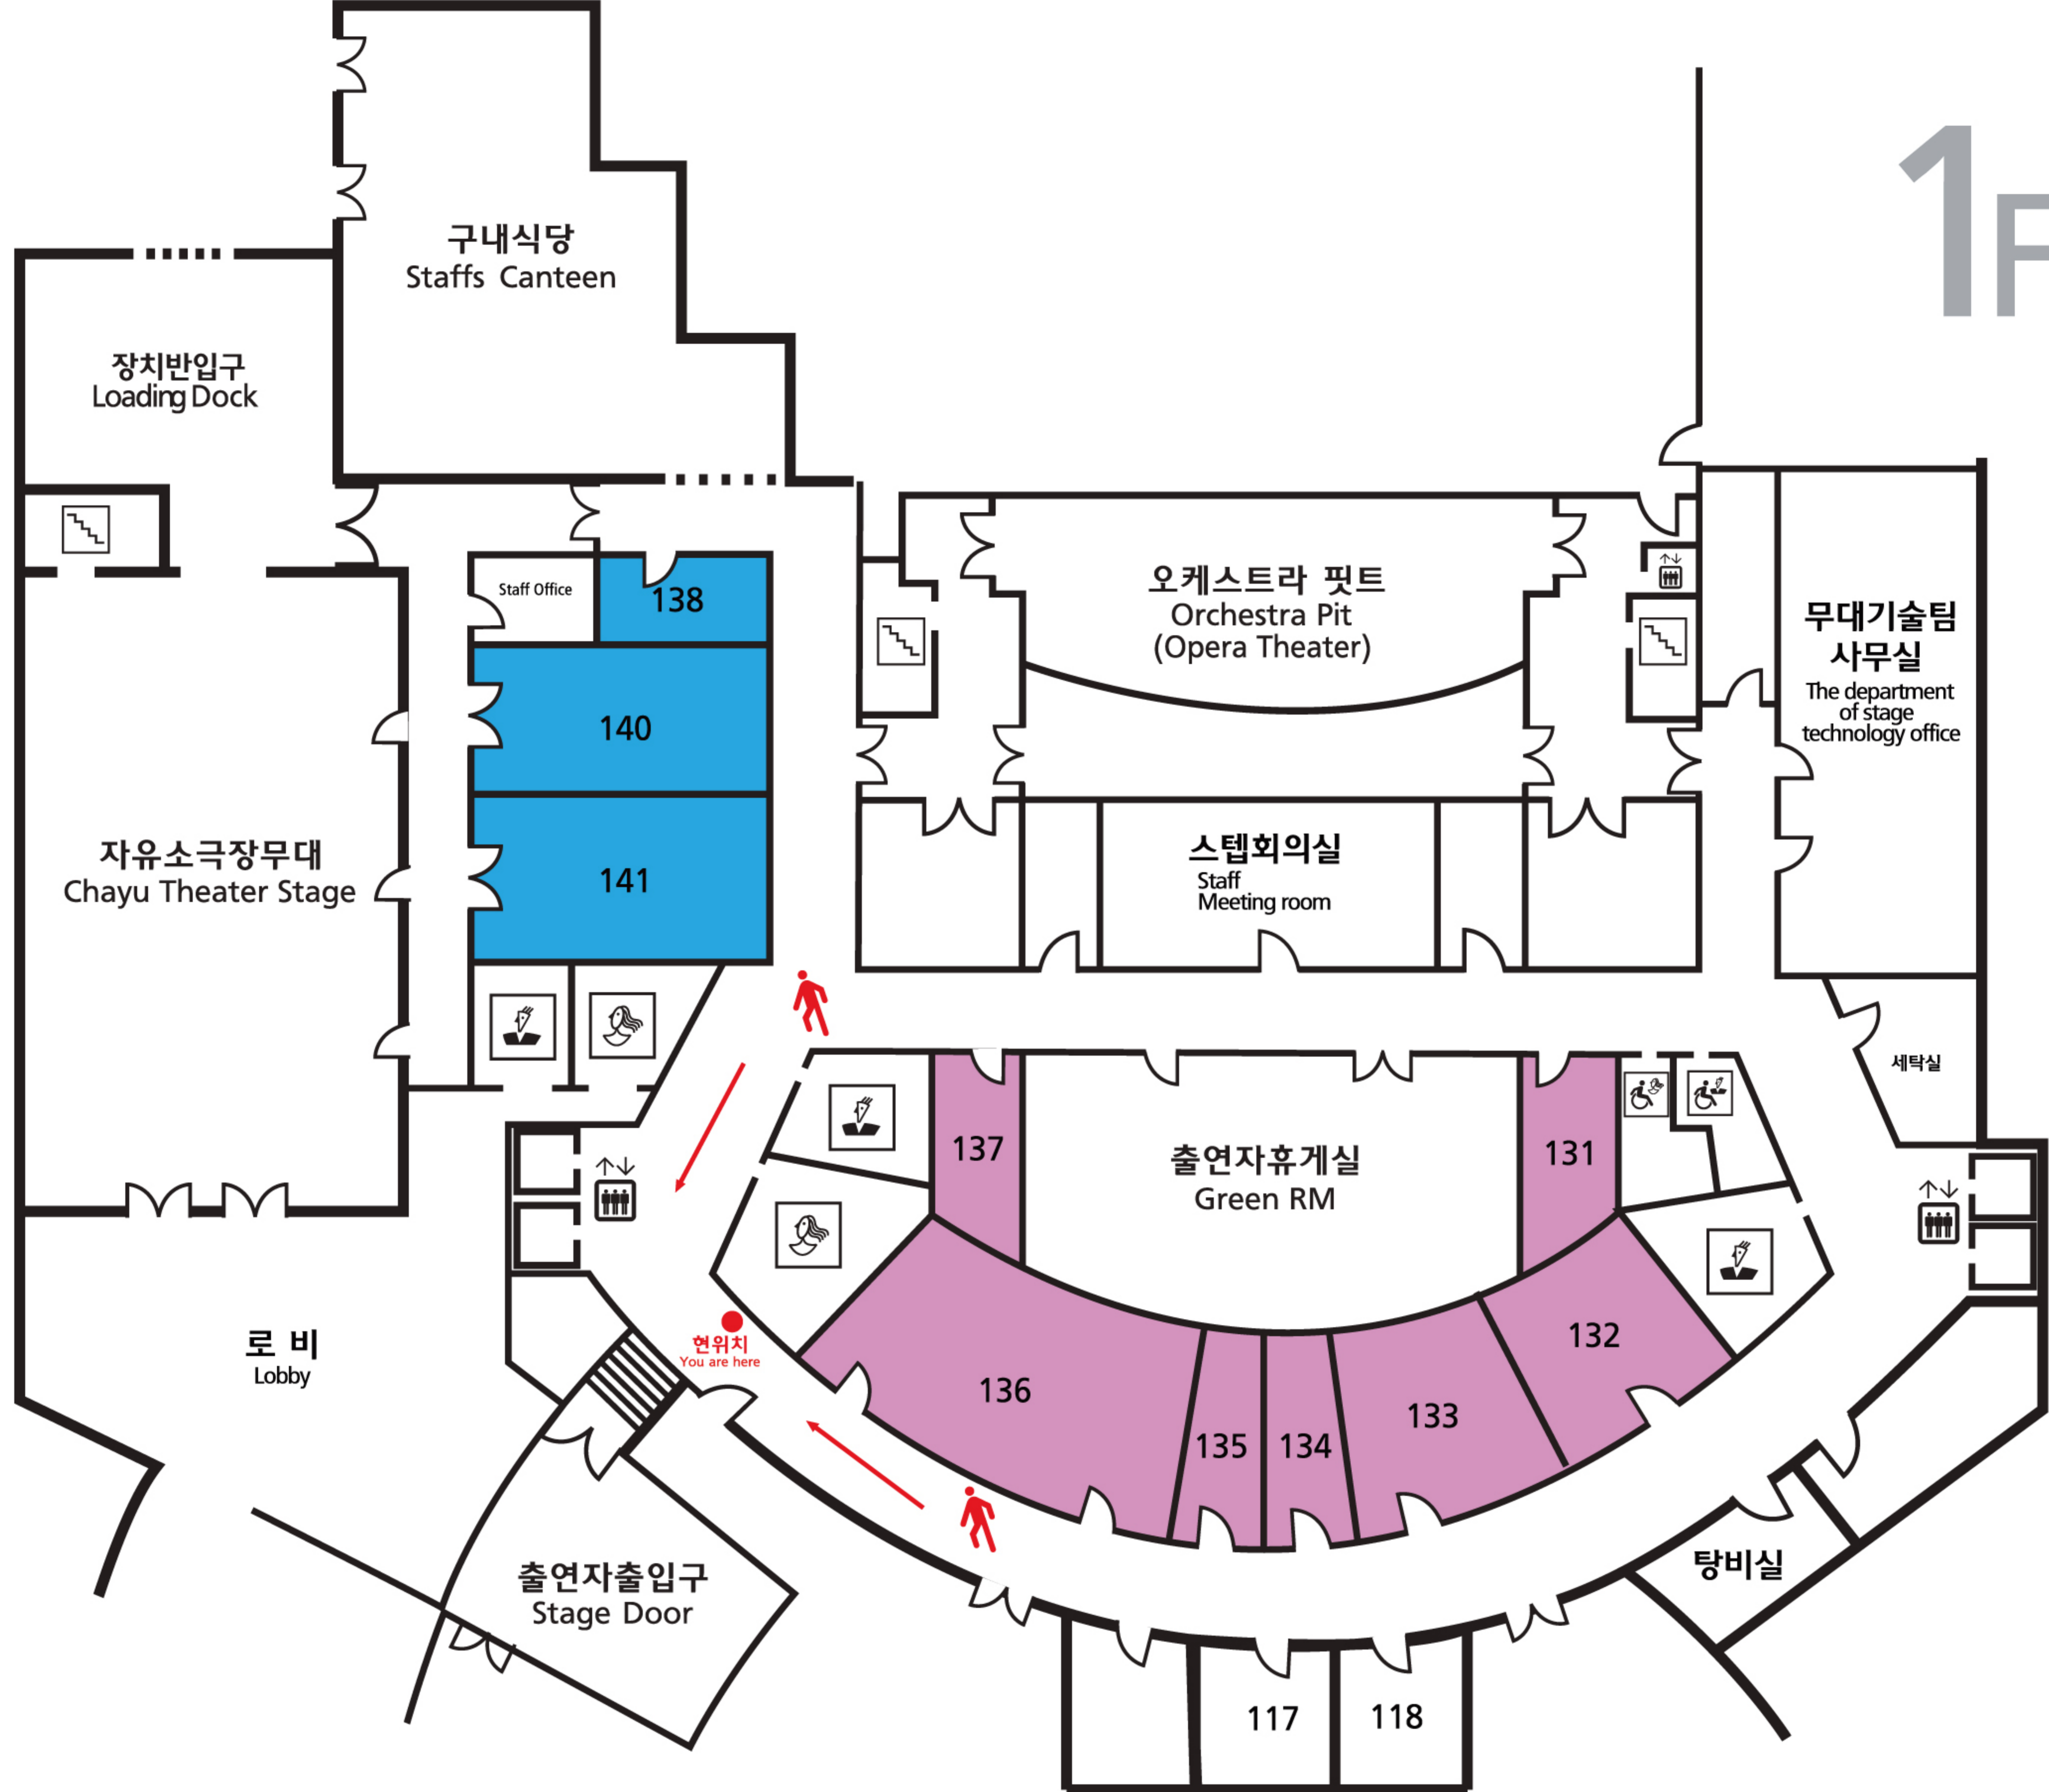 1F
구내식당
Staffs Canteen
장치반입구
Loading Dock
Staff Office
138
140
141
오케스트라 핏트
Orchestra Pit
(Opera Theater)
무대기술팀
사무실
The department
of stage
technology office
자유소극장무대
Chayu Theater Stage
스텝회의실
Staff
Meeting room
세탁실
137
출연자휴게실
Green RM
131
로 비
Lobby
현위치
You are here
136
135
134
133
132
출연자출입구
Stage Door
탕비실
117
118